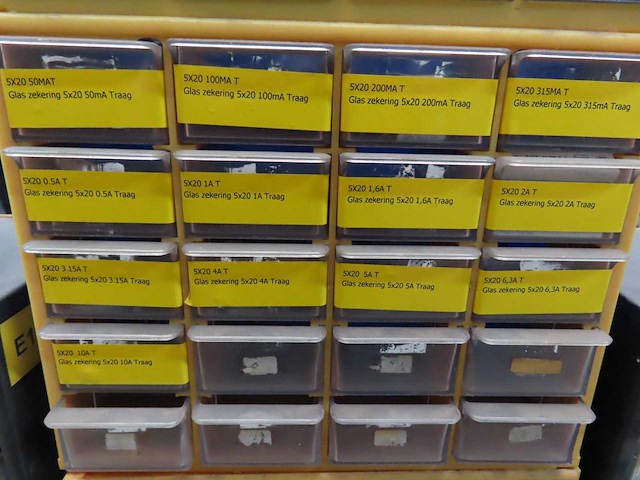 5X20 50MAT
Glas zekering 5x20 50mA Traag
5X20 100MA T
Glas zekering 5x20 100mA Traag
5X20 200MA T
Glas zekering 5x20 200mA Traag
5X20 315MA T
Glas zekering 5x20 315mA Traag
5X20 0.5A T
Glas zekering 5x20 0.5A Traag
5X20 1A T
Glas zekering 5x20 1A Traag
5X20 1,6A T
Glas zekering 5x20 1,6A Traag
5X20 2A T
Glas zekering 5x20 2A Traag
5X20 3.15A T
Glas zekering 5x20 3.15A Traag
5X20 4A T
Glas zekering 5x20 4A Traag
5X20 5A T
Glas zekering 5x20 5A Traag
5X20 6,3A T
Glas zekering 5x20 6,3A Traag
5X20 10A T
Glas zekering 5x20 10A Traag